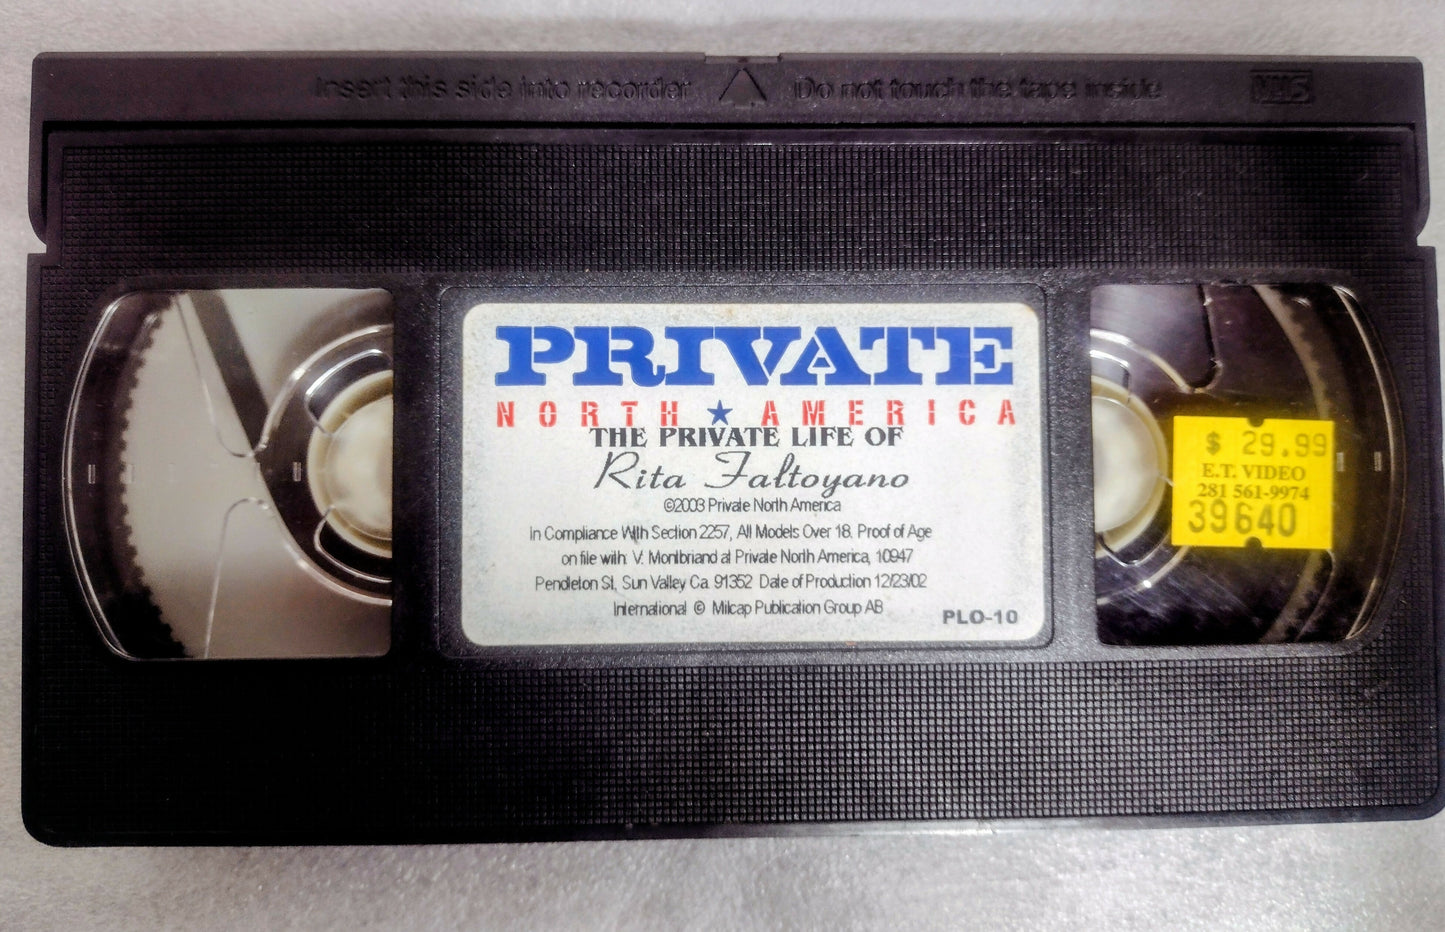 Insert this side into recorder
Do not touch the tape inside
VHS
PRIVATE
NORTH ★ AMERICA
THE PRIVATE LIFE OF
Rita Faltoyano
©2003 Private North America
In Compliance With Section 2257, All Models Over 18. Proof of Age
on file with: V. Montbriand at Private North America, 10947
Pendleton St, Sun Valley Ca. 91352 Date of Production 12/23/02
International © Milcap Publication Group AB
PLO-10
$ 29.99
E.T. VIDEO
281 561-9974
39640